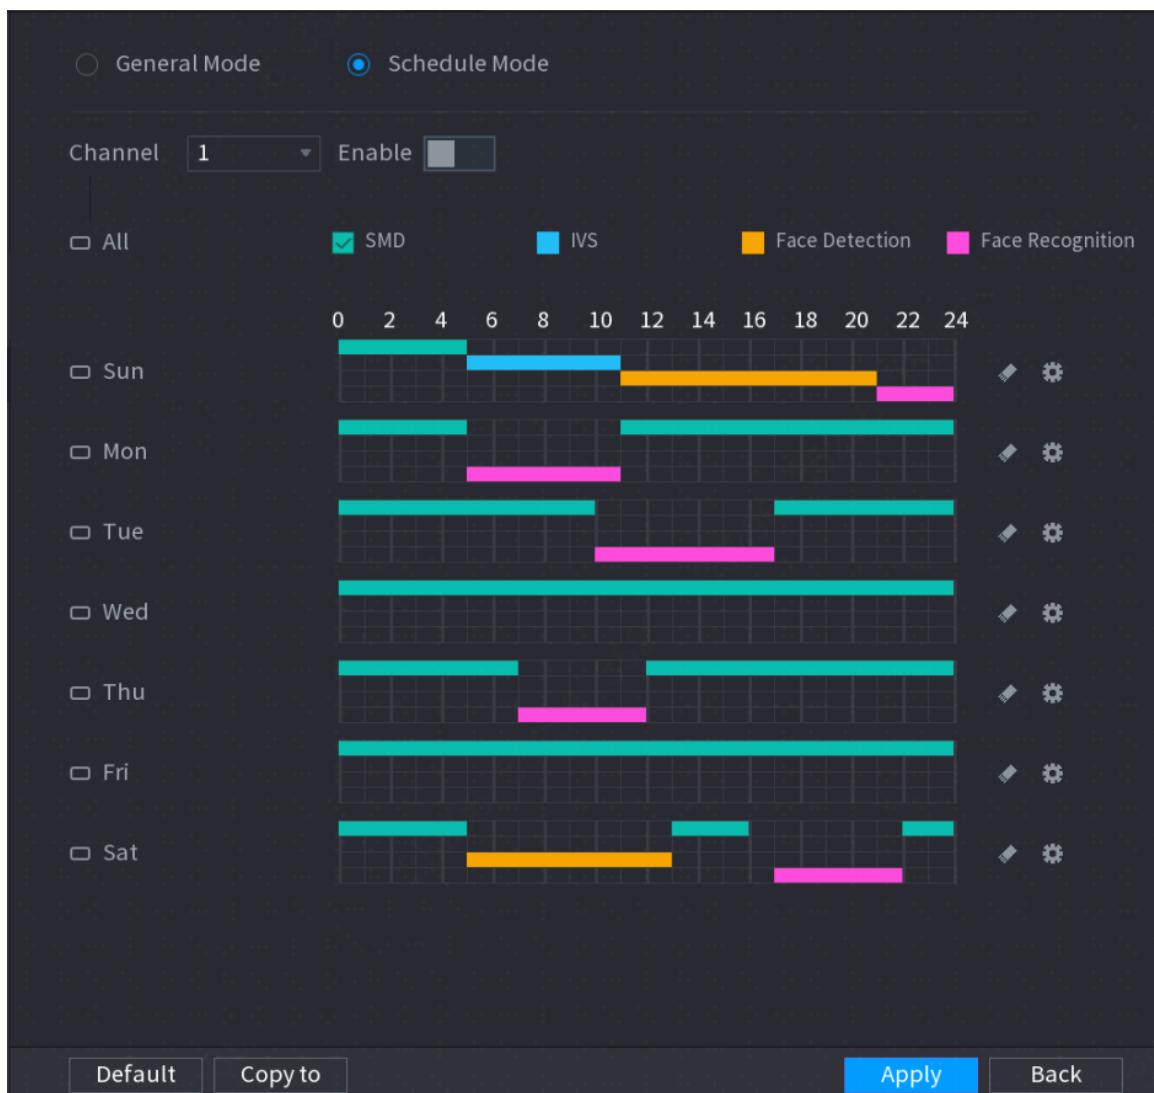 General Mode Schedule Mode
Channel 1 Enable
All SMD IVS Face Detection Face Recognition
0 2 4 6 8 10 12 14 16 18 20 22 24
Sun
Mon
Tue
Wed
Thu
Fri
Sat
Default Copy to Apply Back